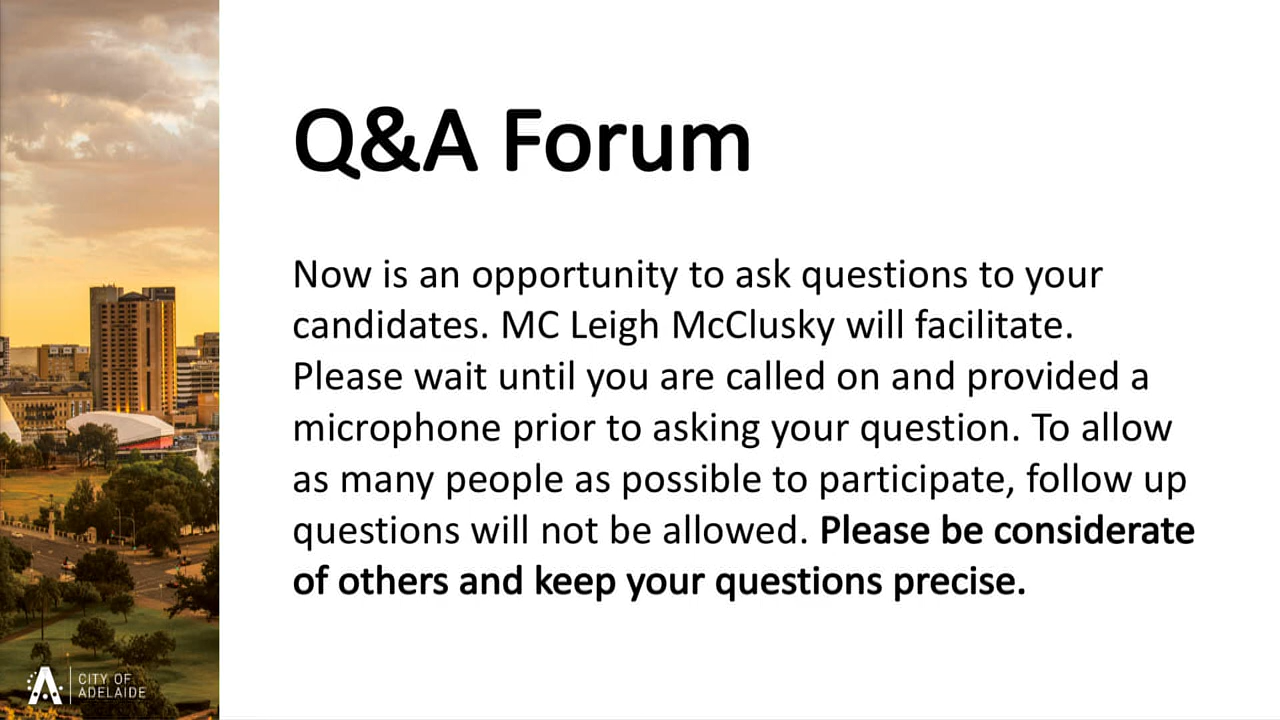 Q&A Forum
Now is an opportunity to ask questions to your
candidates. MC Leigh McClusky will facilitate.
Please wait until you are called on and provided a
microphone prior to asking your question. To allow
as many people as possible to participate, follow up
questions will not be allowed. Please be considerate
of others and keep your questions precise.
CITY OF
ADELAIDE